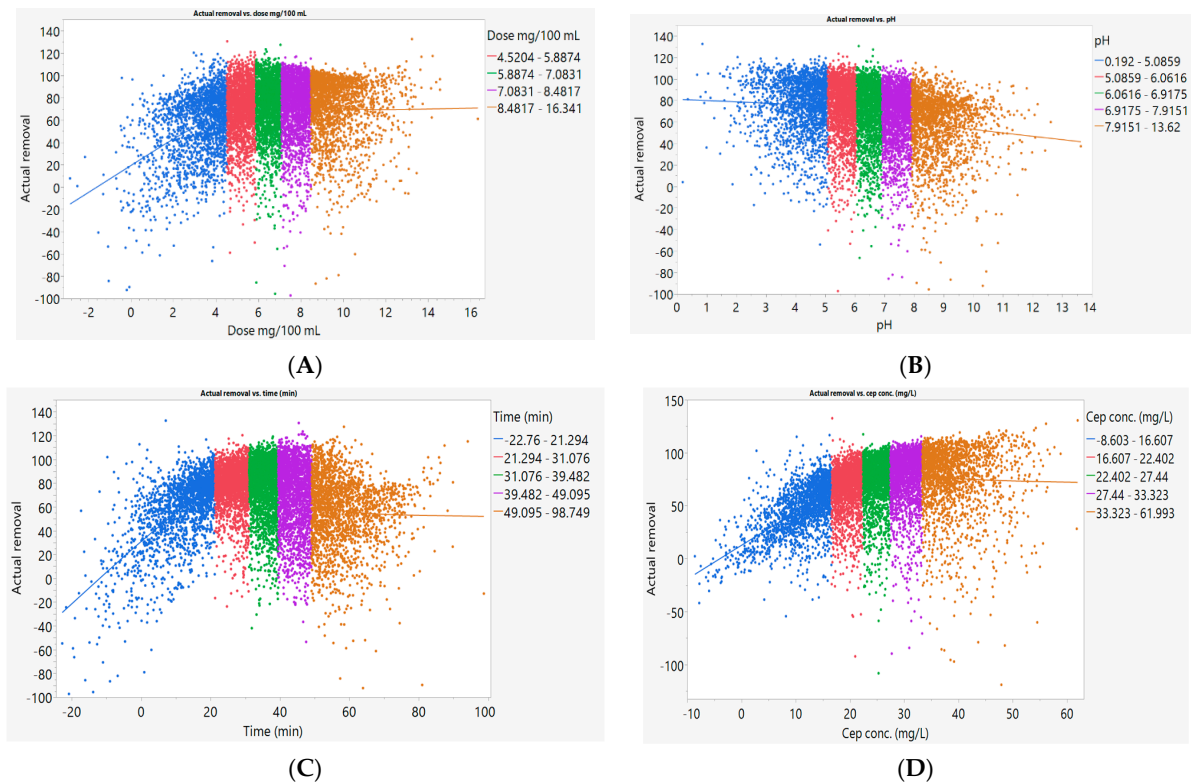 Actual removal vs. dose mg/100 mL
140
120
100
80
60
40
20
0
-20
-40
-60
-80
-100
Actual removal
-2 0 2 4 6 8 10 12 14 16
Dose mg/100 mL
Dose mg/100 mL
4.5204 - 5.8874
5.8874 - 7.0831
7.0831 - 8.4817
8.4817 - 16.341
(A)
Actual removal vs. pH
140
120
100
80
60
40
20
0
-20
-40
-60
-80
-100
Actual removal
0 1 2 3 4 5 6 7 8 9 10 11 12 13 14
pH
pH
0.192 - 5.0859
5.0859 - 6.0616
6.0616 - 6.9175
6.9175 - 7.9151
7.9151 - 13.62
(B)
Actual removal vs. time (min)
140
120
100
80
60
40
20
0
-20
-40
-60
-80
-100
Actual removal
-20 0 20 40 60 80 100
Time (min)
Time (min)
-22.76 - 21.294
21.294 - 31.076
31.076 - 39.482
39.482 - 49.095
49.095 - 98.749
(C)
Actual removal vs. cep conc. (mg/L)
150
100
50
0
-50
-100
Actual removal
-10 0 10 20 30 40 50 60
Cep conc. (mg/L)
Cep conc. (mg/L)
-8.603 - 16.607
16.607 - 22.402
22.402 - 27.44
27.44 - 33.323
33.323 - 61.993
(D)